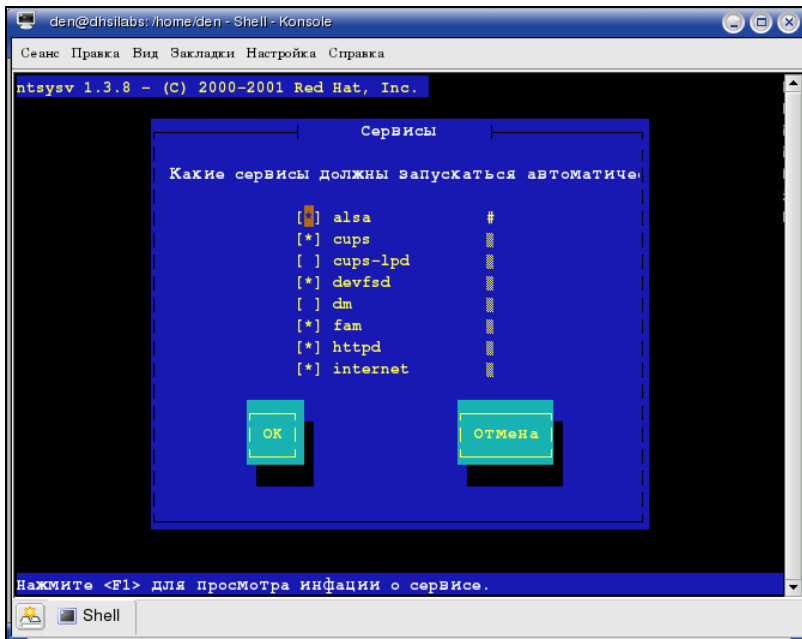 den@dhsilabs: /home/den - Shell - Konsole
Сеанс Правка Вид Закладки Настройка Справка
ntsysv 1.3.8 - (C) 2000-2001 Red Hat, Inc.
Сервисы
Какие сервисы должны запускаться автоматичес
[*] alsa #
[*] cups
[ ] cups-lpd
[*] devfsd
[ ] dm
[*] fam
[*] httpd
[*] internet
ОК Отмена
Нажмите <F1> для просмотра инфации о сервисе.
Shell